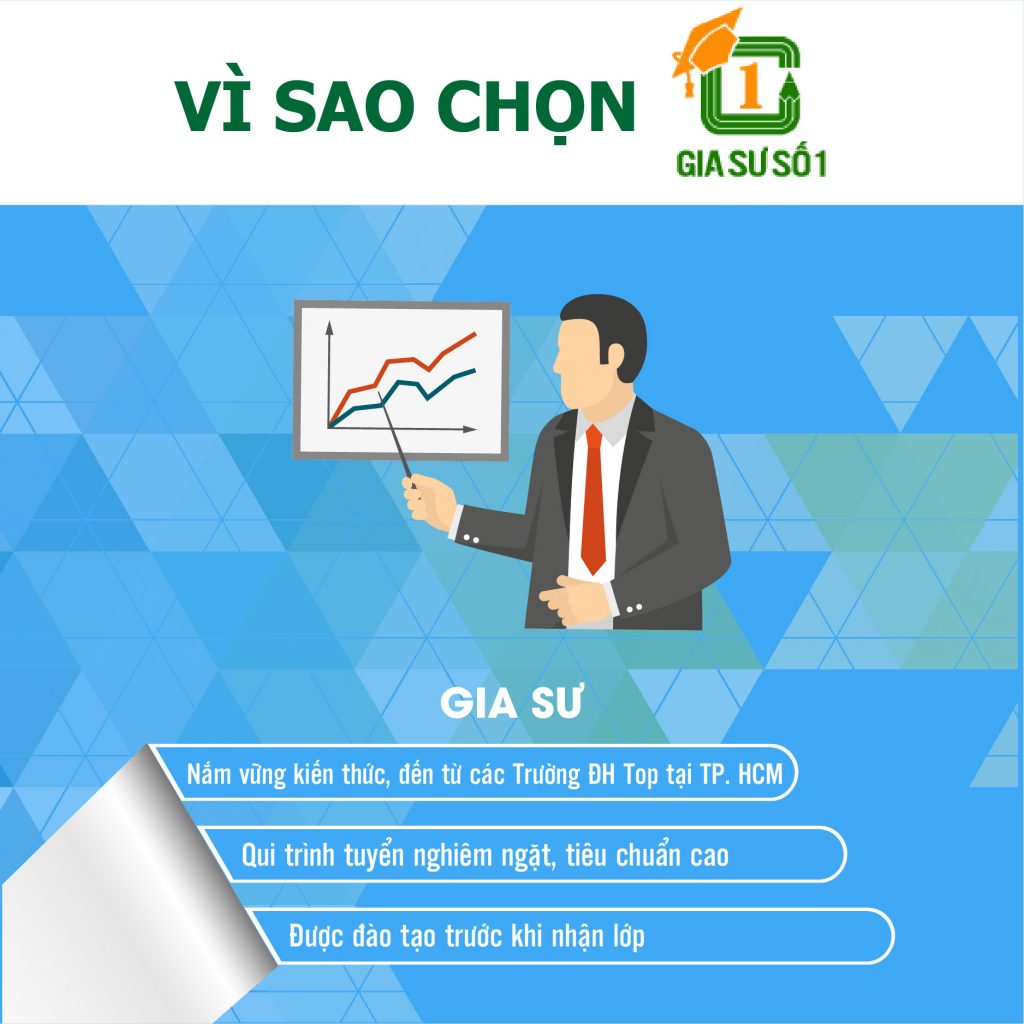 VÌ SAO CHỌN
1
GIA SƯ SỐ 1
GIA SƯ
Nắm vững kiến thức, đến từ các Trường ĐH Top tại TP. HCM
Qui trình tuyển nghiêm ngặt, tiêu chuẩn cao
Được đào tạo trước khi nhận lớp